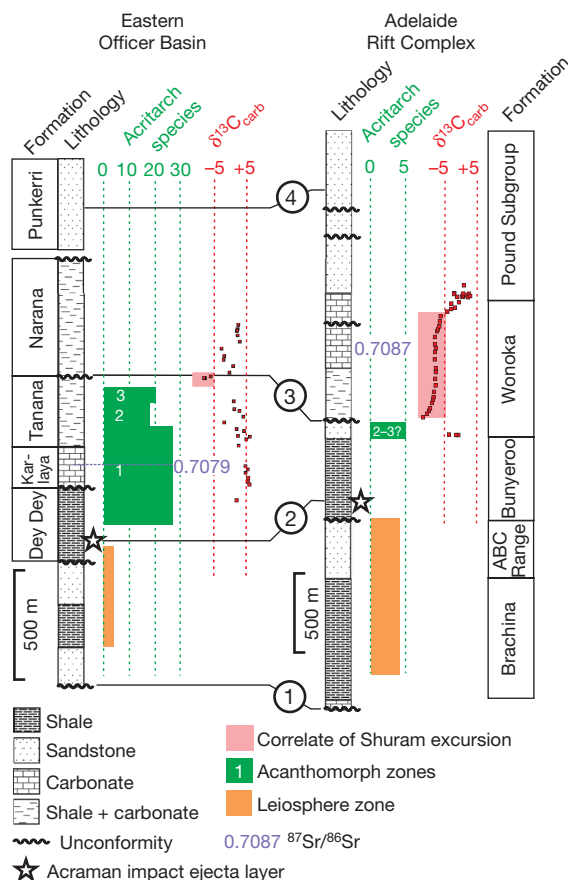 Eastern
Officer Basin
Adelaide
Rift Complex
Formation
Lithology
Acritarch
species
δ13Ccarb
0 10 20 30 −5 +5
Lithology
Acritarch
species
δ13Ccarb
Formation
0 5 −5 +5
Punkerri
Narana
Tanana
Kar-
laya
Dey Dey
3
2
1
0.7079
500 m
4
3
2
1
0.7087
2–3?
500 m
Pound Subgroup
Wonoka
Bunyeroo
ABC
Range
Brachina
Shale
Sandstone
Carbonate
Shale + carbonate
Unconformity
Acraman impact ejecta layer
Correlate of Shuram excursion
1 Acanthomorph zones
Leiosphere zone
0.7087 87Sr/86Sr